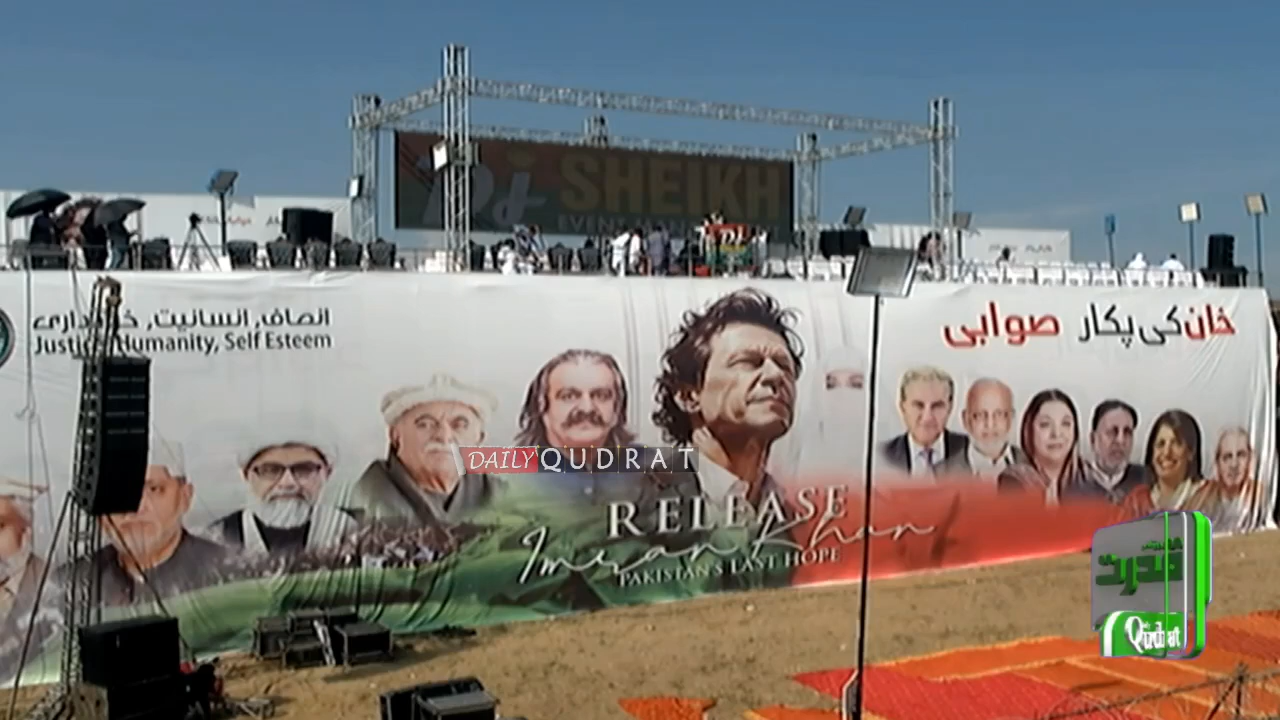 DJ SHEIKH
انصاف, انسانیت, خودداری
Justice, Humanity, Self Esteem
خان کی پکار صوابی
DAILY QUDRAT
RELEASE
Imran Khan
PAKISTAN'S LAST HOPE
قدرت
Qudrat